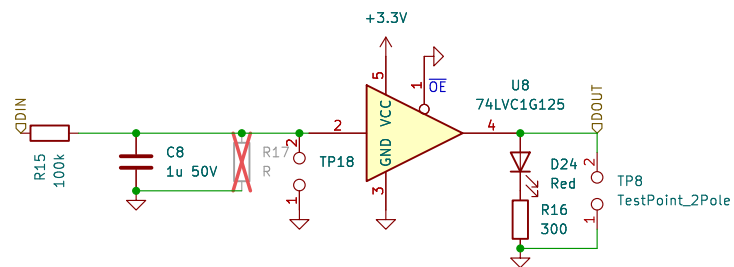 +3.3V
DIN
R15
100k
C8
1u 50V
R17
R
2
1
TP18
2
5
VCC
GND
3
1
OE
U8
74LVC1G125
4
DOUT
D24
Red
R16
300
2
1
TP8
TestPoint_2Pole